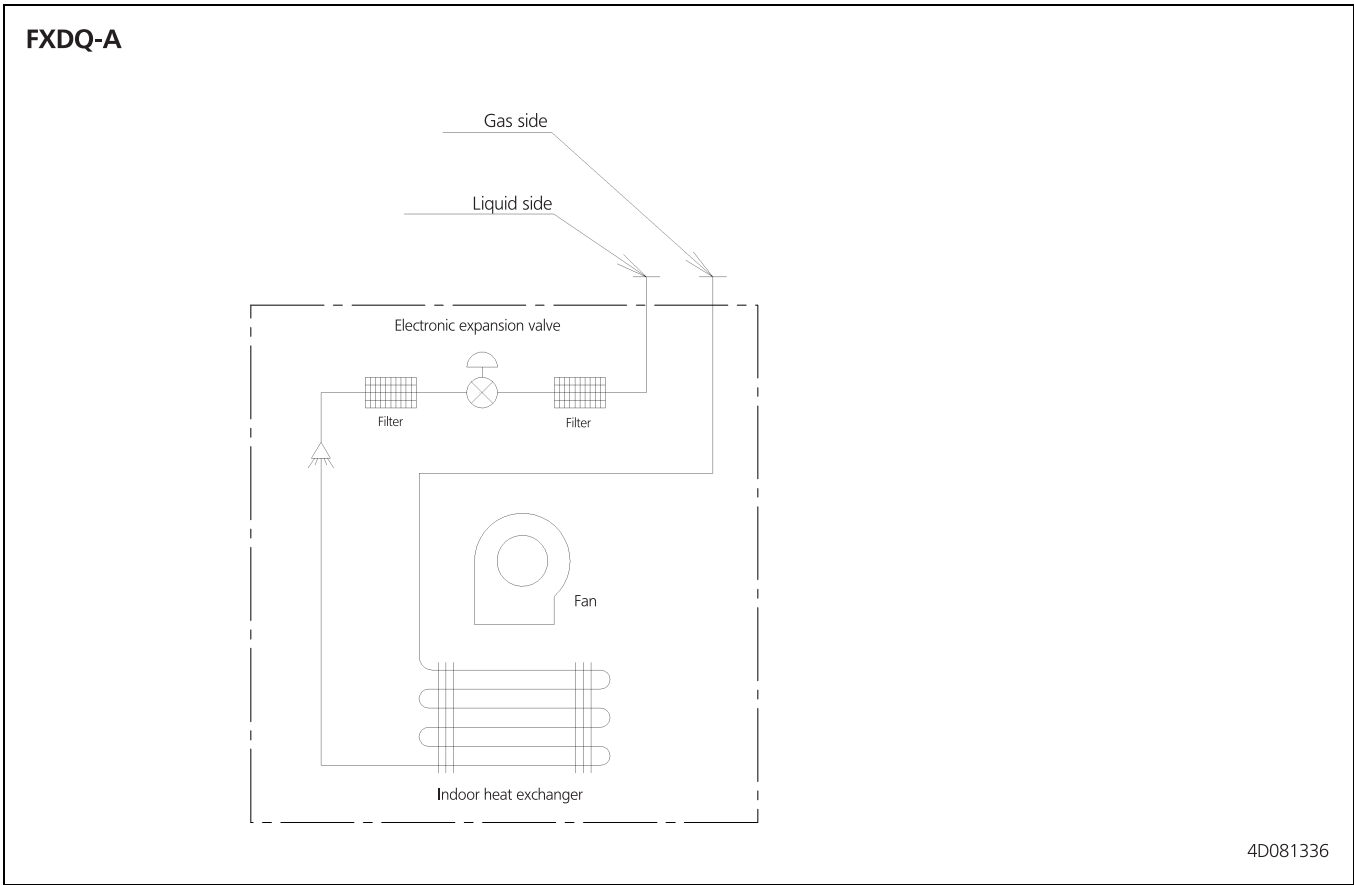 FXDQ-A
Gas side
Liquid side
Electronic expansion valve
Filter
Filter
Fan
Indoor heat exchanger
4D081336